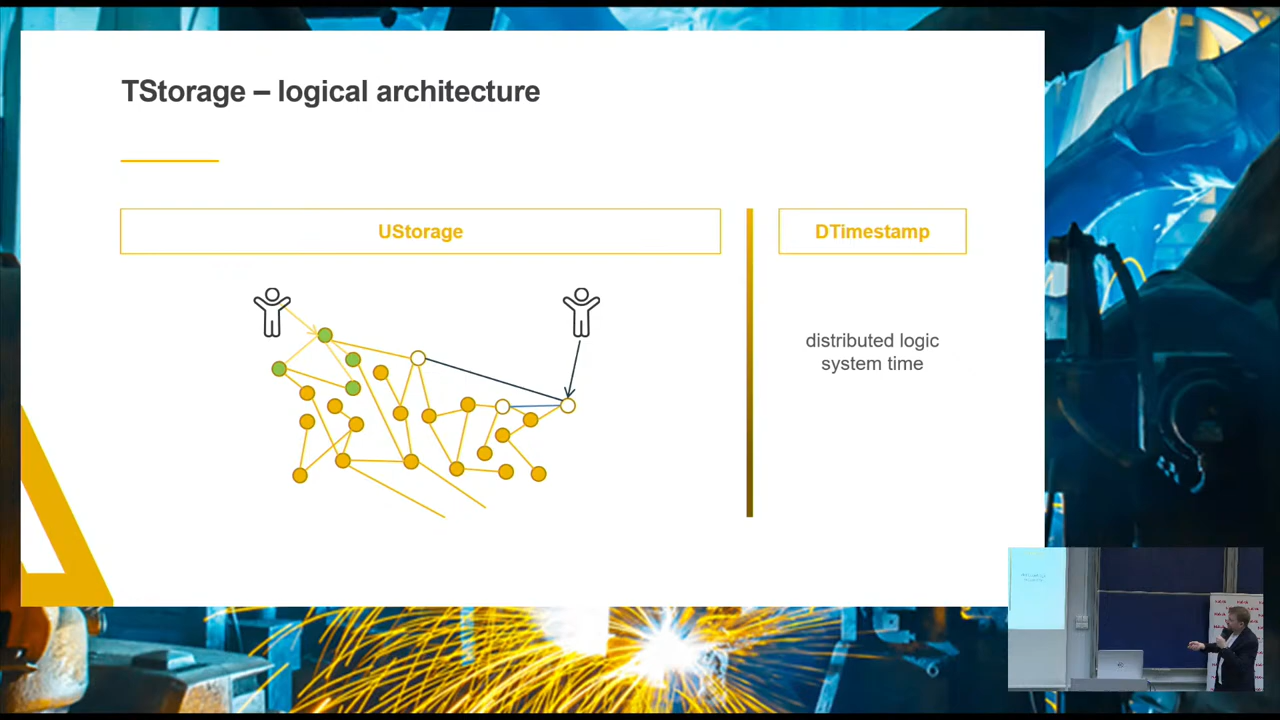 TStorage – logical architecture
UStorage
DTimestamp
distributed logic
system time